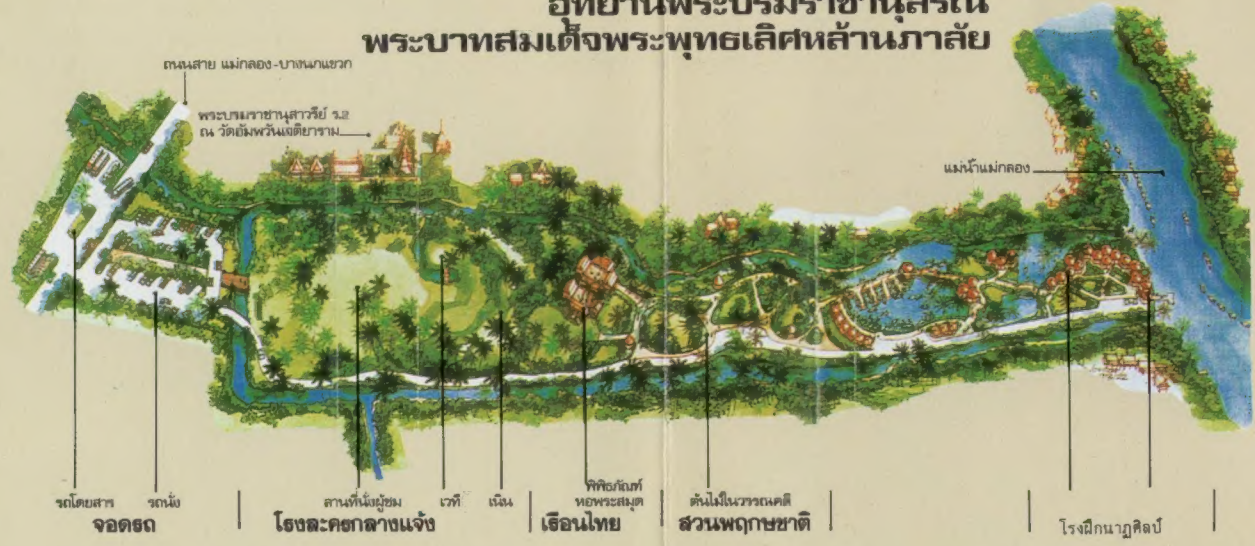 อุทยานพระบรมราชานุสรณ์
พระบาทสมเด็จพระพุทธเลิศหล้านภาลัย
ถนนสาย แม่กลอง-บางนกแขวก
พระบรมราชานุสาวรีย์ ร.๒
ณ วัดอัมพวันเจติยาราม
แม่น้ำแม่กลอง
รถโดยสาร
รถนั่ง
จอดรถ
ลานที่นั่งผู้ชม
เวที
เนิน
โรงละครกลางแจ้ง
พิพิธภัณฑ์
หอพระสมุด
เรือนไทย
ต้นไม้ในวรรณคดี
สวนพฤกษชาติ
โรงฝึกนาฏศิลป์